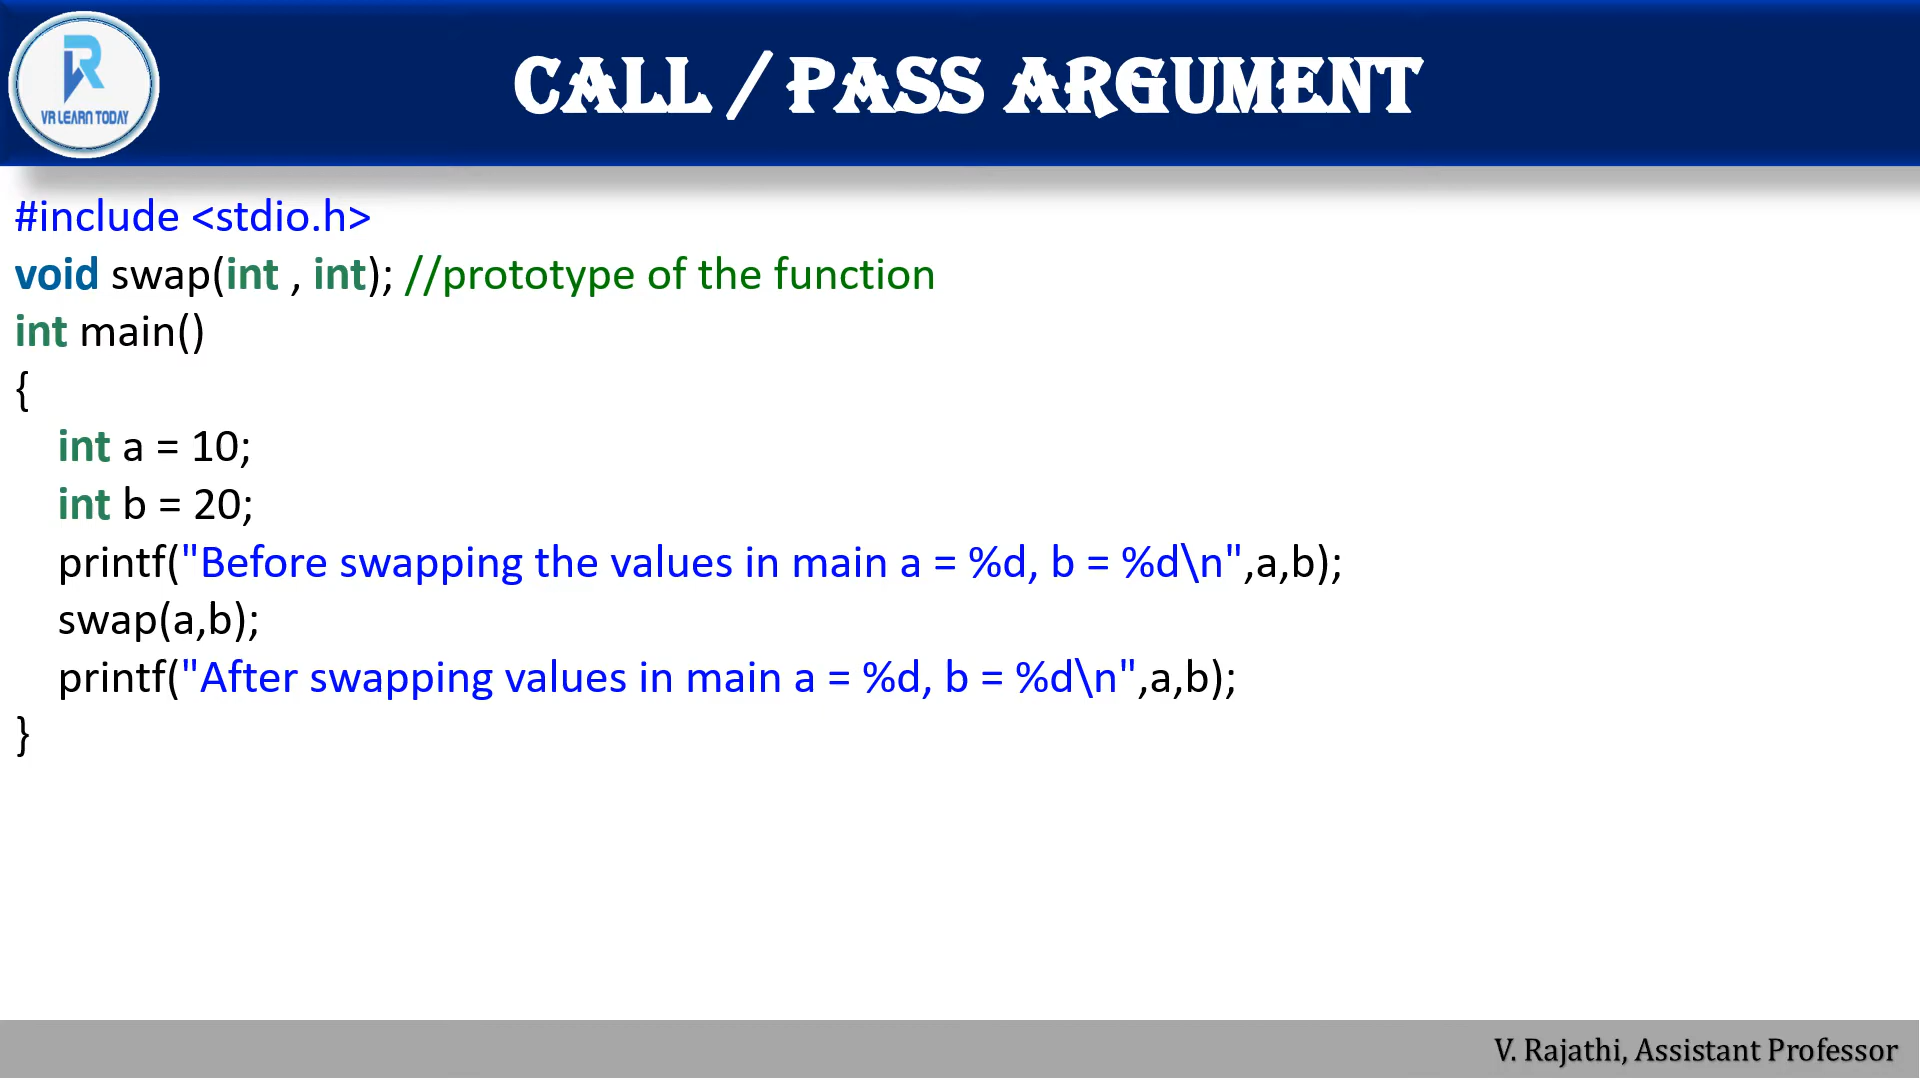 VR LEARN TODAY
CALL / PASS ARGUMENT
#include <stdio.h>
void swap(int , int); //prototype of the function
int main()
{
    int a = 10;
    int b = 20;
    printf("Before swapping the values in main a = %d, b = %d\n",a,b);
    swap(a,b);
    printf("After swapping values in main a = %d, b = %d\n",a,b);
}
V. Rajathi, Assistant Professor